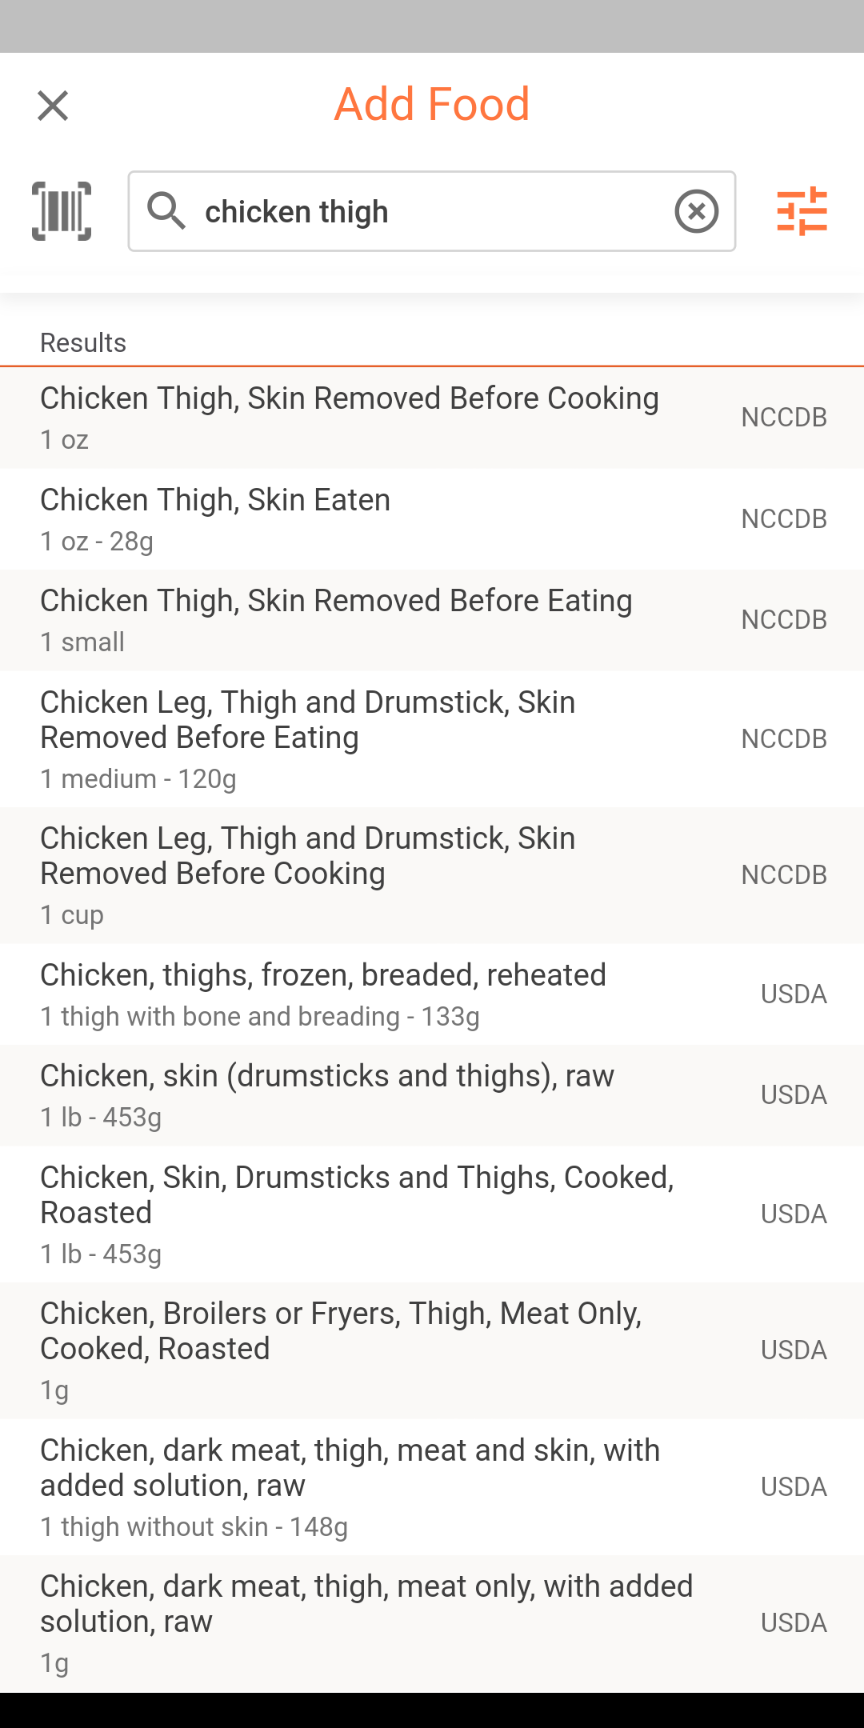 Add Food
chicken thigh
Results
Chicken Thigh, Skin Removed Before Cooking
1 oz
NCCDB
Chicken Thigh, Skin Eaten
1 oz - 28g
NCCDB
Chicken Thigh, Skin Removed Before Eating
1 small
NCCDB
Chicken Leg, Thigh and Drumstick, Skin
Removed Before Eating
1 medium - 120g
NCCDB
Chicken Leg, Thigh and Drumstick, Skin
Removed Before Cooking
1 cup
NCCDB
Chicken, thighs, frozen, breaded, reheated
1 thigh with bone and breading - 133g
USDA
Chicken, skin (drumsticks and thighs), raw
1 lb - 453g
USDA
Chicken, Skin, Drumsticks and Thighs, Cooked,
Roasted
1 lb - 453g
USDA
Chicken, Broilers or Fryers, Thigh, Meat Only,
Cooked, Roasted
1g
USDA
Chicken, dark meat, thigh, meat and skin, with
added solution, raw
1 thigh without skin - 148g
USDA
Chicken, dark meat, thigh, meat only, with added
solution, raw
1g
USDA